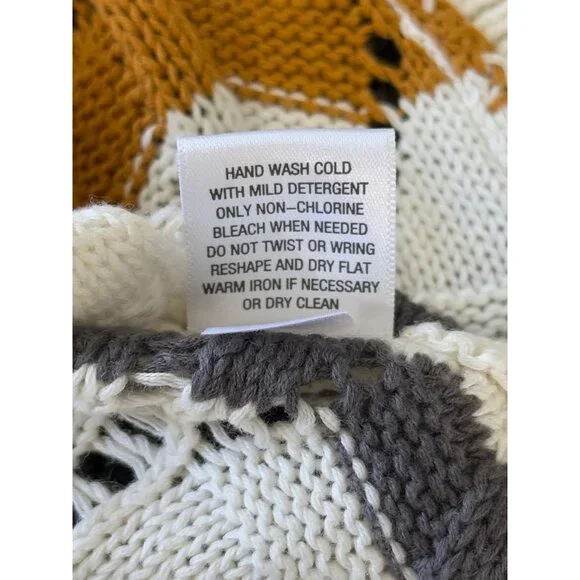 HAND WASH COLD
WITH MILD DETERGENT
ONLY NON-CHLORINE
BLEACH WHEN NEEDED
DO NOT TWIST OR WRING
RESHAPE AND DRY FLAT
WARM IRON IF NECESSARY
OR DRY CLEAN